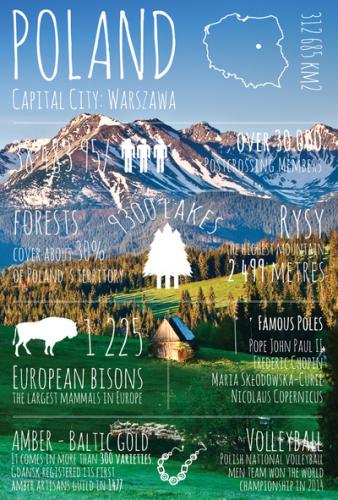 POLAND
CAPITAL CITY: WARSZAWA
312 685 KM2
OVER 30 000
POSTCROSSING MEMBERS
9300 LAKES
FORESTS
COVER ABOUT 30%
OF POLAND'S TERRITORY
RYSY
THE HIGHEST MOUNTAIN
2 499 METRES
1 225
EUROPEAN BISONS
THE LARGEST MAMMALS IN EUROPE
FAMOUS POLES
POPE JOHN PAUL II
FREDERIC CHOPIN
MARIA SKŁODOWSKA-CURIE
NICOLAUS COPERNICUS
AMBER - BALTIC GOLD
IT COMES IN MORE THAN 300 VARIETIES
GDANSK REGISTERED ITS FIRST
AMBER ARTISANS GUILD IN 1477
VOLLEYBALL
POLISH NATIONAL VOLLEYBALL
MEN TEAM WON THE WORLD
CHAMPIONSHIP IN 2014